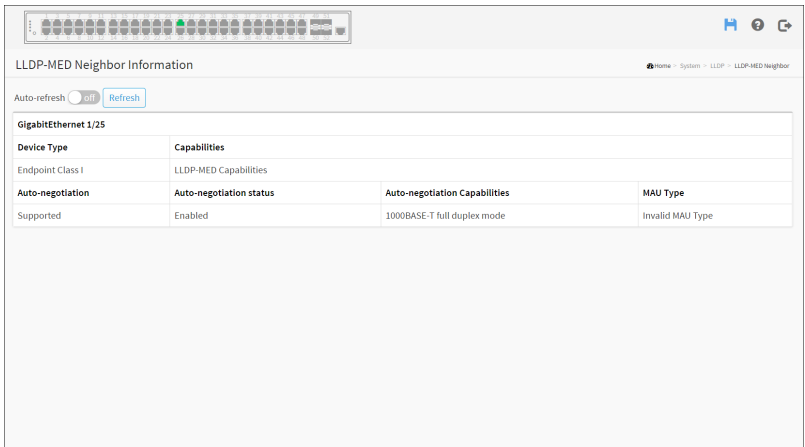 LLDP-MED Neighbor Information
Home > System > LLDP > LLDP-MED Neighbor
Auto-refresh off Refresh
GigabitEthernet 1/25
Device Type Capabilities
Endpoint Class I LLDP-MED Capabilities
Auto-negotiation Auto-negotiation status Auto-negotiation Capabilities MAU Type
Supported Enabled 1000BASE-T full duplex mode Invalid MAU Type